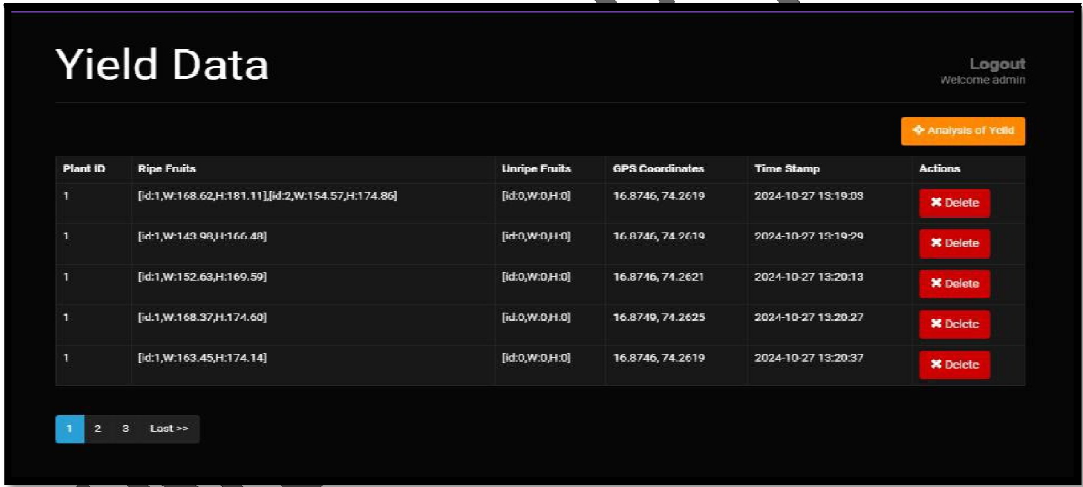 Yield Data
Logout
Welcome admin
Analysis of Yeild
Plant ID Ripe Fruits Unripe Fruits GPS Coordinates Time Stamp Actions
1 [id:1,W:168.62,H:181.11],[id:2,W:154.57,H:174.86] [id:0,W:0,H:0] 16.8746, 74.2619 2024-10-27 13:19:03 Delete
1 [id:1,W:143.98,H:166.48] [id:0,W:0,H:0] 16.8746, 74.2619 2024-10-27 13:19:29 Delete
1 [id:1,W:152.63,H:169.59] [id:0,W:0,H:0] 16.8746, 74.2621 2024-10-27 13:20:13 Delete
1 [id:1,W:168.37,H:174.60] [id:0,W:0,H:0] 16.8749, 74.2625 2024-10-27 13:20:27 Delete
1 [id:1,W:163.45,H:174.14] [id:0,W:0,H:0] 16.8746, 74.2619 2024-10-27 13:20:37 Delete
1 2 3 Last >>